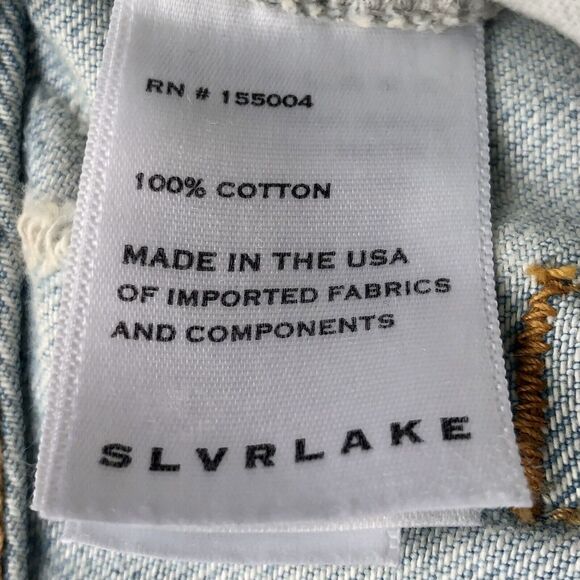 RN # 155004
100% COTTON
MADE IN THE USA
OF IMPORTED FABRICS
AND COMPONENTS
SLVRLAKE